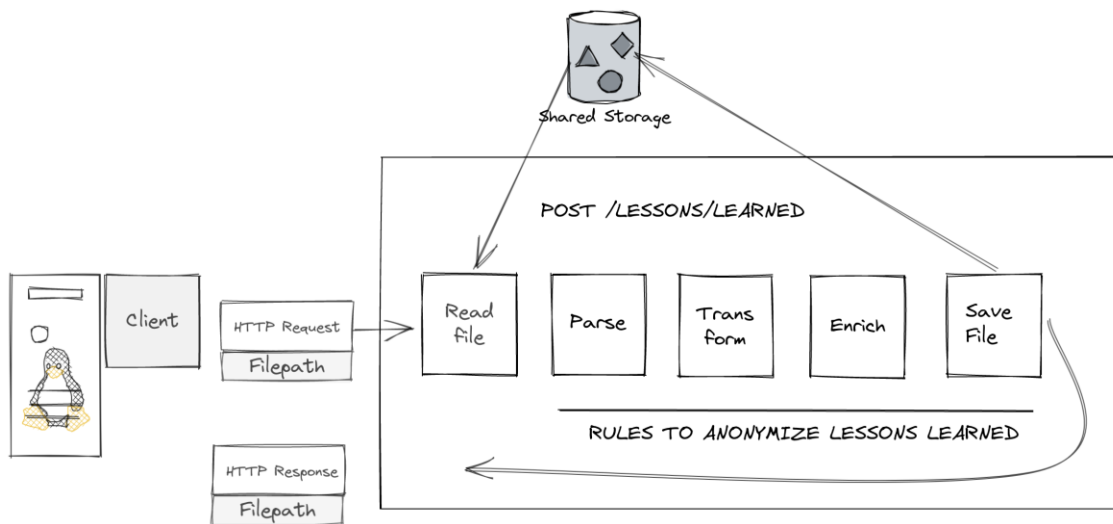 Shared Storage
POST /LESSONS/LEARNED
Client
HTTP Request
Filepath
Read
file
Parse
Trans
form
Enrich
Save
File
RULES TO ANONYMIZE LESSONS LEARNED
HTTP Response
Filepath